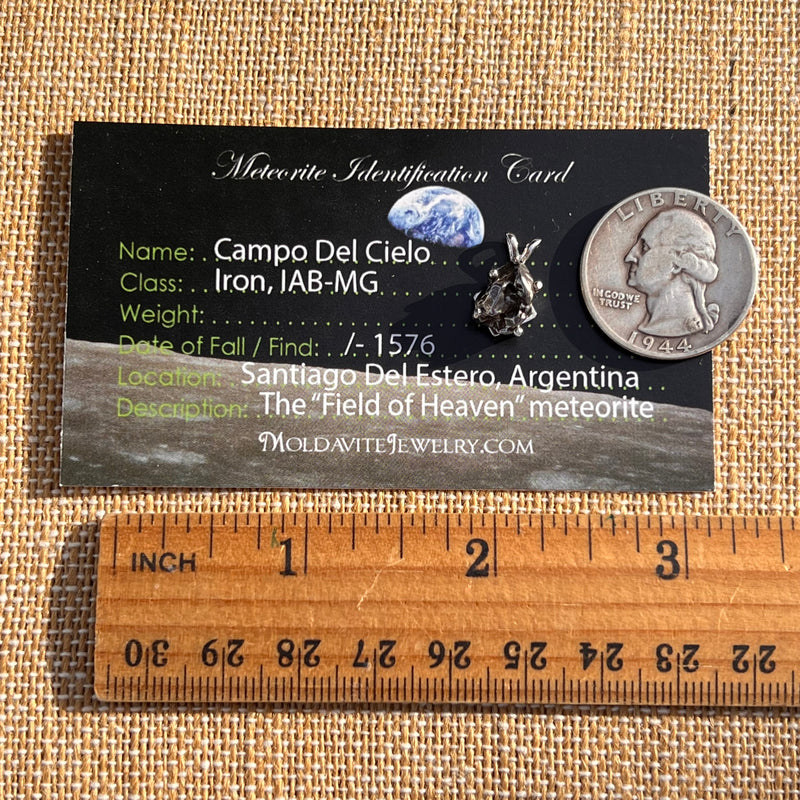 Meteorite Identification Card
Name: . Campo Del Cielo . . . . . . . . . . . . . . . .
Class: . . Iron, IAB-MG . . . . . . . . . . . . . . . .
Weight: . . . . . . . . . . . . . . . . . . . . . . . . . . . .
Date of Fall / Find: . . /- 1576 . . . . . . . . . . . .
Location: . . Santiago Del Estero, Argentina . .
Description: . The “Field of Heaven” meteorite
MoldaviteJewelry.com
LIBERTY
IN GOD WE
TRUST
1944
INCH 1 2 3
30 29 28 27 26 25 24 23 22